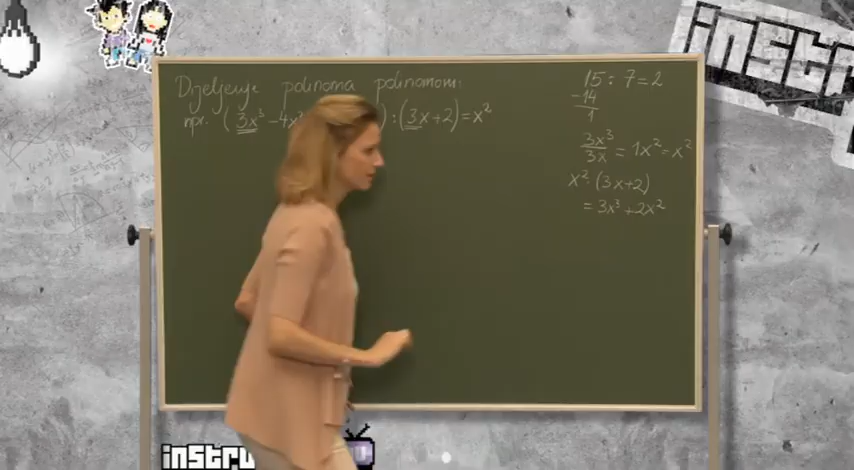 Dijeljenje polinoma polinomom:
npr. (3x³ -4x ) : (3x+2) = x²
15 : 7 = 2
-14
1
3x³/3x = 1x² = x²
x² · (3x+2)
= 3x³ + 2x²
instru